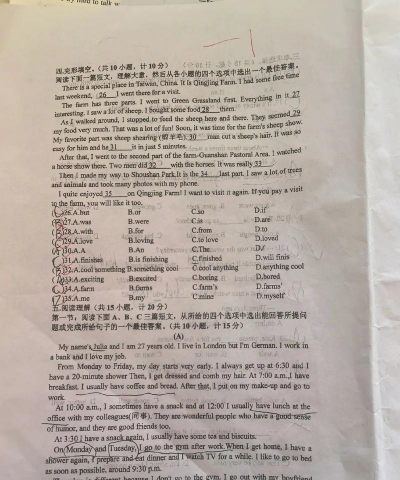 四.完形填空。(共 10 小题，计 10 分)
阅读下面一篇短文，理解大意，然后从各小题的四个选项中选出一个最佳答案。
There is a special place in Taiwan, China. It is Qingjing Farm. I had some free time
last weekend, 26 I went there for a visit.
The farm has three parts. I went to Green Grassland first. Everything in it 27
interesting. I saw a lot of sheep. I bought some food 28 them.
As I walked around, I stopped to feed the sheep here and there. They seemed 29
my food very much. That was a lot of fun! Soon, it was time for the farm's sheep show.
My favorite part was sheep shearing (剪羊毛). 30 man cut a sheep's hair. It was so
easy for him and he 31 it in just 5 minutes.
After that, I went to the second part of the farm-Guanshan Pastoral Area. I watched
a horse show there. Two men did 32 with the horses. It was really 33
Then I made my way to Shoushan Park. It is the 34 last part. I saw a lot of trees
and animals and took many photos with my phone.
I quite enjoyed 35 on Qingjing Farm! I want to visit it again. If you pay a visit
to the farm, you will like it too.
26.A.but B.or C.so D.if
27.A.was B.were C.is D.are
28.A.with B.for C.from D.to
29.A.love B.loving C.to love D.loved
30.A.A B.An C.The D./
31.A.finishes B.is finishing C.finished D.will finis
32.A.cool something B.something cool C.cool anything D.anything cool
33.A.exciting B.excited C.boring D.bored
34.A.farm B.farms C.farm's D.farms'
35.A.me B.my C.mine D.myself
五.阅读理解 (共 15 小题，计 20 分)
第一节，阅读下面 A、B、C 三篇短文，从所给的四个选项中选出能回答所提问
题或完成所给句子的一个最佳答案。(共 10 小题，计 15 分)
(A)
My name's Julia and I am 27 years old. I live in London but I'm German. I work in
a bank and I love my job.
From Monday to Friday, my day starts very early. I always get up at 6:30 and I
have a 20-minute shower Then, I get dressed and comb my hair. At 7:00 a.m.,I have
breakfast. I usually have coffee and bread. After that, I put on my make-up and go to
work.
At 10:00 a.m., I sometimes have a snack and at 12:00 I usually have lunch at the
office with my colleagues(同事). They are wonderful people who have a good sense
of humor, and they are good friends too.
At 3:30 I have a snack again, I usually have some tea and biscuits.
On Monday and Tuesday, I go to the gym after work When I get home, I have a
shower again, I prepare and eat dinner and I watch TV for a while. I like to go to bed
as soon as possible, around 9:30 p.m.